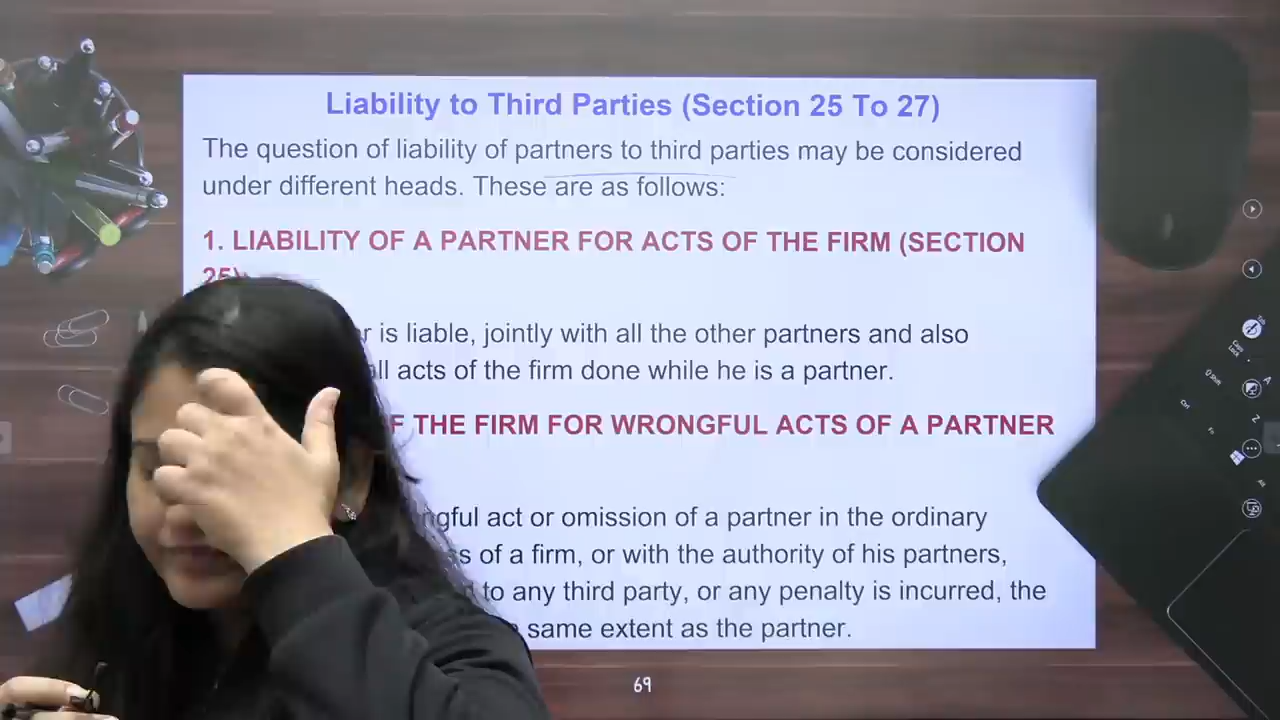 Liability to Third Parties (Section 25 To 27)
The question of liability of partners to third parties may be considered
under different heads. These are as follows:
1. LIABILITY OF A PARTNER FOR ACTS OF THE FIRM (SECTION
25):
is liable, jointly with all the other partners and also
acts of the firm done while he is a partner.
THE FIRM FOR WRONGFUL ACTS OF A PARTNER
act or omission of a partner in the ordinary
of a firm, or with the authority of his partners,
to any third party, or any penalty is incurred, the
same extent as the partner.
69